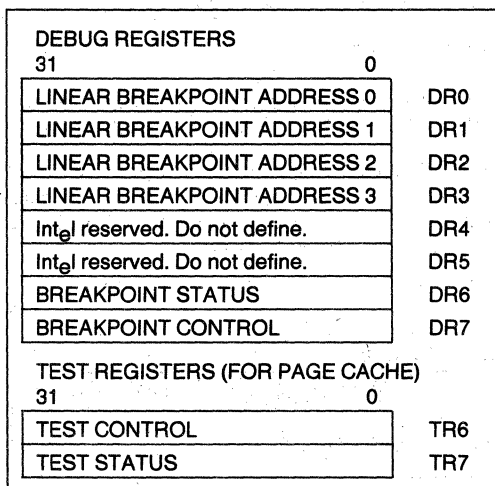 DEBUG REGISTERS
31 0
LINEAR BREAKPOINT ADDRESS 0 DR0
LINEAR BREAKPOINT ADDRESS 1 DR1
LINEAR BREAKPOINT ADDRESS 2 DR2
LINEAR BREAKPOINT ADDRESS 3 DR3
Intel reserved. Do not define. DR4
Intel reserved. Do not define. DR5
BREAKPOINT STATUS DR6
BREAKPOINT CONTROL DR7
TEST REGISTERS (FOR PAGE CACHE)
31 0
TEST CONTROL TR6
TEST STATUS TR7